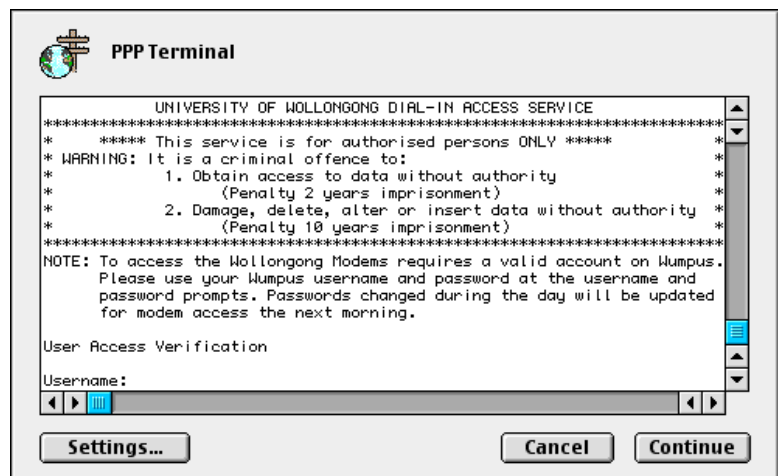 PPP Terminal
UNIVERSITY OF WOLLONGONG DIAL-IN ACCESS SERVICE
*************************************************************************
*     ***** This service is for authorised persons ONLY *****           *
* WARNING: It is a criminal offence to:                                 *
*            1. Obtain access to data without authority                 *
*                  (Penalty 2 years imprisonment)                       *
*            2. Damage, delete, alter or insert data without authority  *
*                  (Penalty 10 years imprisonment)                      *
*************************************************************************
NOTE: To access the Wollongong Modems requires a valid account on Wumpus.
      Please use your Wumpus username and password at the username and
      password prompts. Passwords changed during the day will be updated
      for modem access the next morning.
User Access Verification
Username:
Settings... Cancel Continue